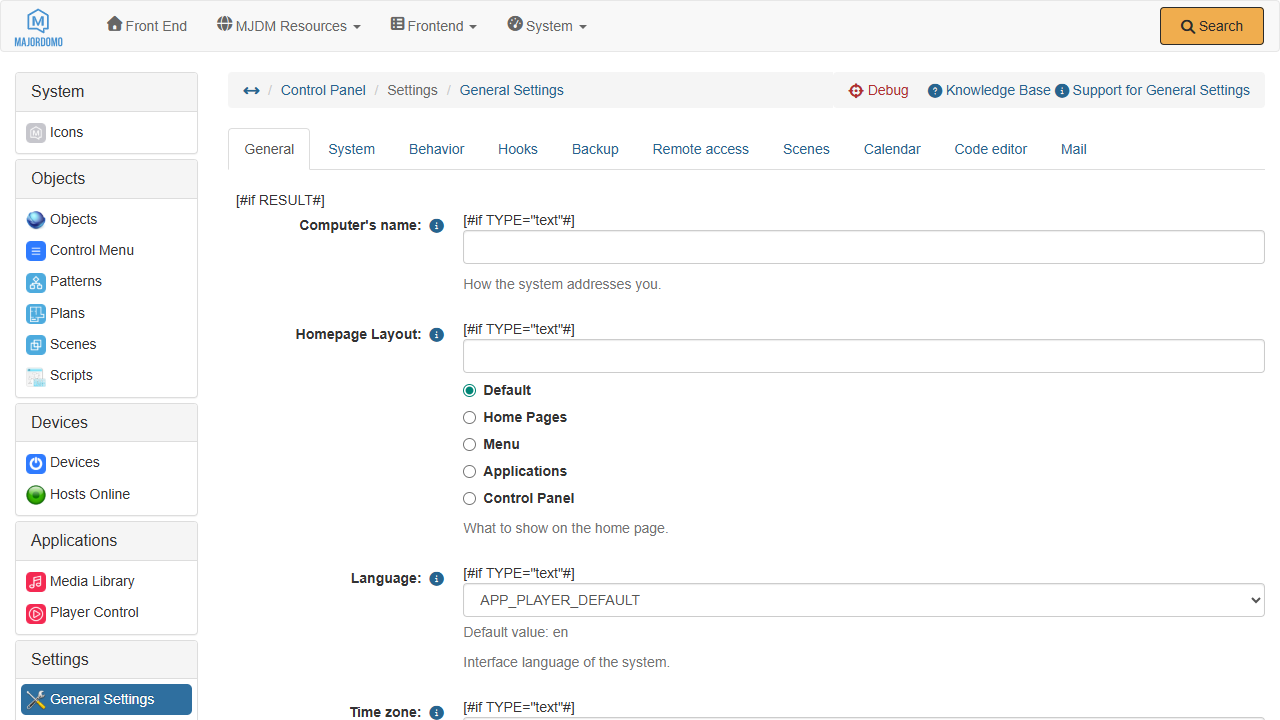 MAJORDOMO
Front End
MJDM Resources
Frontend
System
Search
System
Icons
Objects
Objects
Control Menu
Patterns
Plans
Scenes
Scripts
Devices
Devices
Hosts Online
Applications
Media Library
Player Control
Settings
General Settings
/ Control Panel / Settings / General Settings
Debug
Knowledge Base
Support for General Settings
General
System
Behavior
Hooks
Backup
Remote access
Scenes
Calendar
Code editor
Mail
[#if RESULT#]
Computer's name:
[#if TYPE="text"#]
How the system addresses you.
Homepage Layout:
[#if TYPE="text"#]
Default
Home Pages
Menu
Applications
Control Panel
What to show on the home page.
Language:
[#if TYPE="text"#]
APP_PLAYER_DEFAULT
Default value: en
Interface language of the system.
Time zone:
[#if TYPE="text"#]